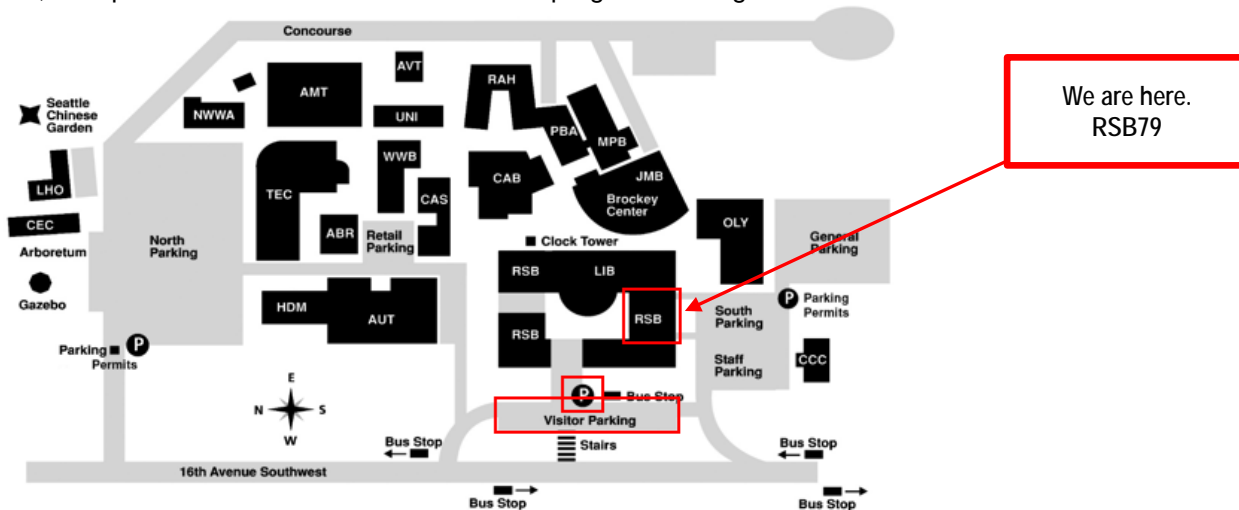 Concourse
We are here.
RSB79
AVT
AMT
RAH
Seattle
Chinese
Garden
NWWA
UNI
PBA
MPB
WWB
JMB
LHO
TEC
CAS
CAB
Brockey
Center
CEC
ABR
Retail
Parking
OLY
Arboretum
North
Parking
Clock Tower
General
Parking
RSB
LIB
Gazebo
HDM
AUT
RSB
RSB
South
Parking
P
Parking
Permits
Parking
Permits
P
Staff
Parking
CCC
E
N
S
W
P
Bus Stop
Visitor Parking
Stairs
Bus Stop
Bus Stop
16th Avenue Southwest
Bus Stop
Bus Stop